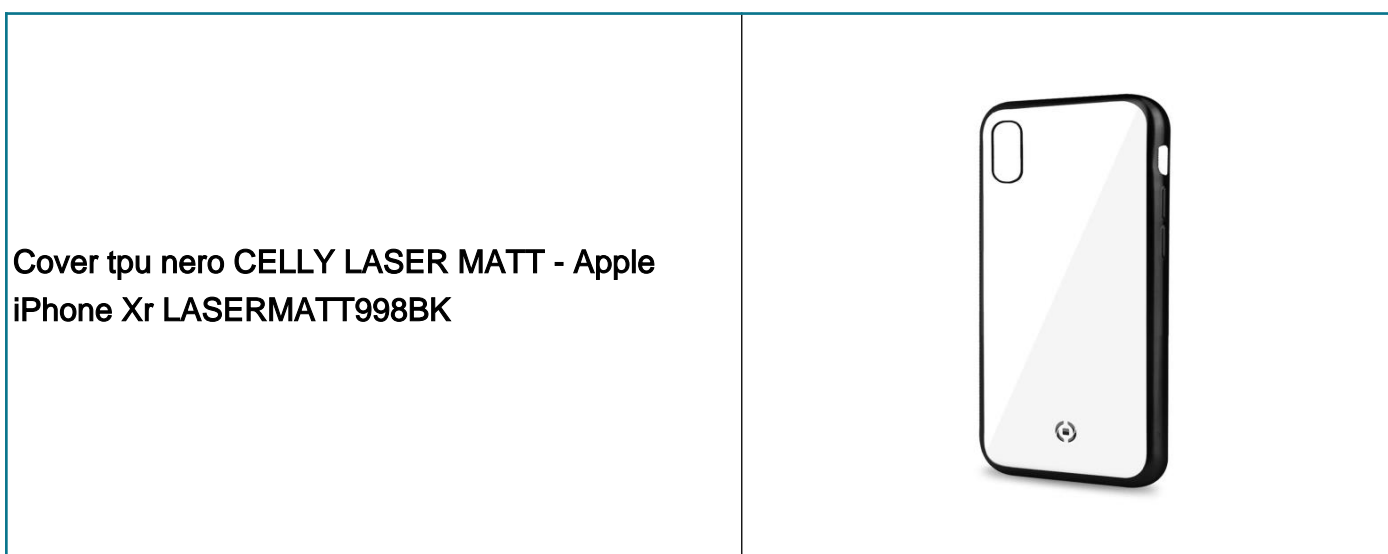 Cover tpu nero CELLY LASER MATT - Apple
iPhone Xr LASERMATT998BK